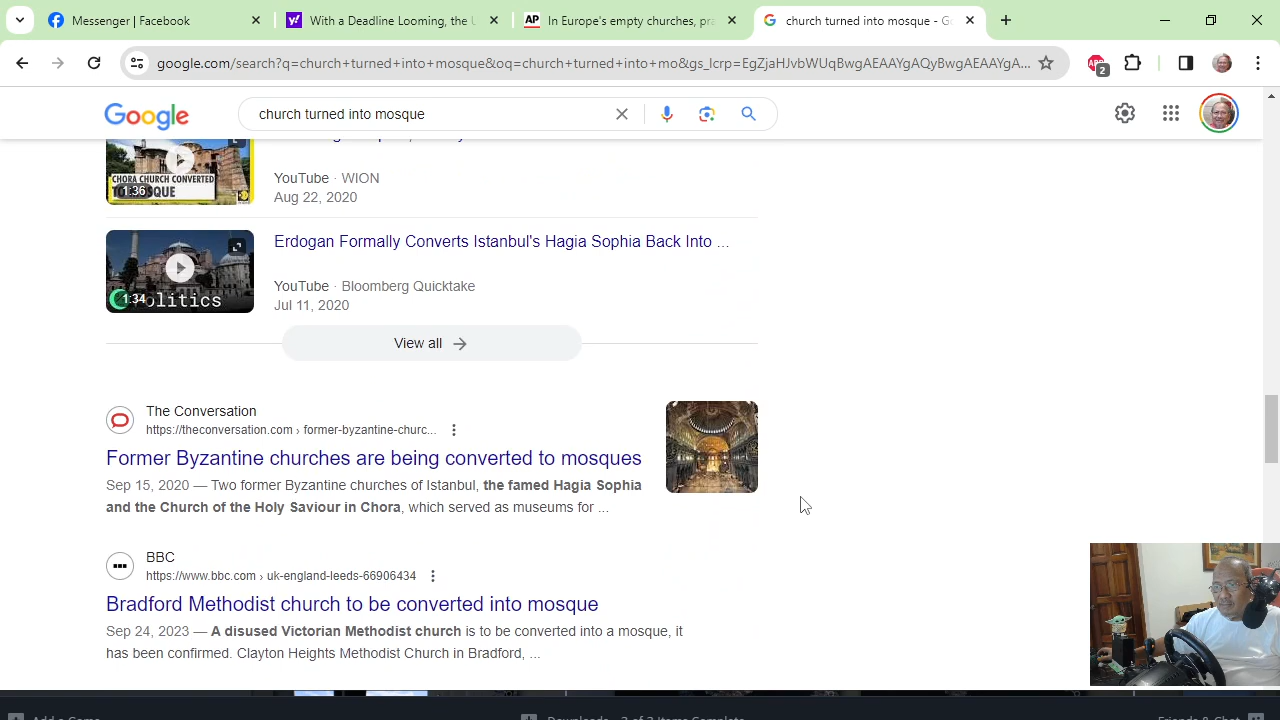 Messenger | Facebook
With a Deadline Looming, the U
In Europe's empty churches, pra
church turned into mosque - Go
google.com/search?q=church+turned+into+mosque&oq=church+turned+into+mo&gs_lcrp=EgZjaHJvbWUqBwgAEAAYgAQyBwgAEAAYgA...
2
Google
church turned into mosque
CHORA CHURCH CONVERTED
TO MOSQUE
1:36
YouTube · WION
Aug 22, 2020
Erdogan Formally Converts Istanbul's Hagia Sophia Back Into ...
1:34
Politics
YouTube · Bloomberg Quicktake
Jul 11, 2020
View all
The Conversation
https://theconversation.com › former-byzantine-churc...
Former Byzantine churches are being converted to mosques
Sep 15, 2020 — Two former Byzantine churches of Istanbul, the famed Hagia Sophia
and the Church of the Holy Saviour in Chora, which served as museums for ...
BBC
https://www.bbc.com › uk-england-leeds-66906434
Bradford Methodist church to be converted into mosque
Sep 24, 2023 — A disused Victorian Methodist church is to be converted into a mosque, it
has been confirmed. Clayton Heights Methodist Church in Bradford, ...